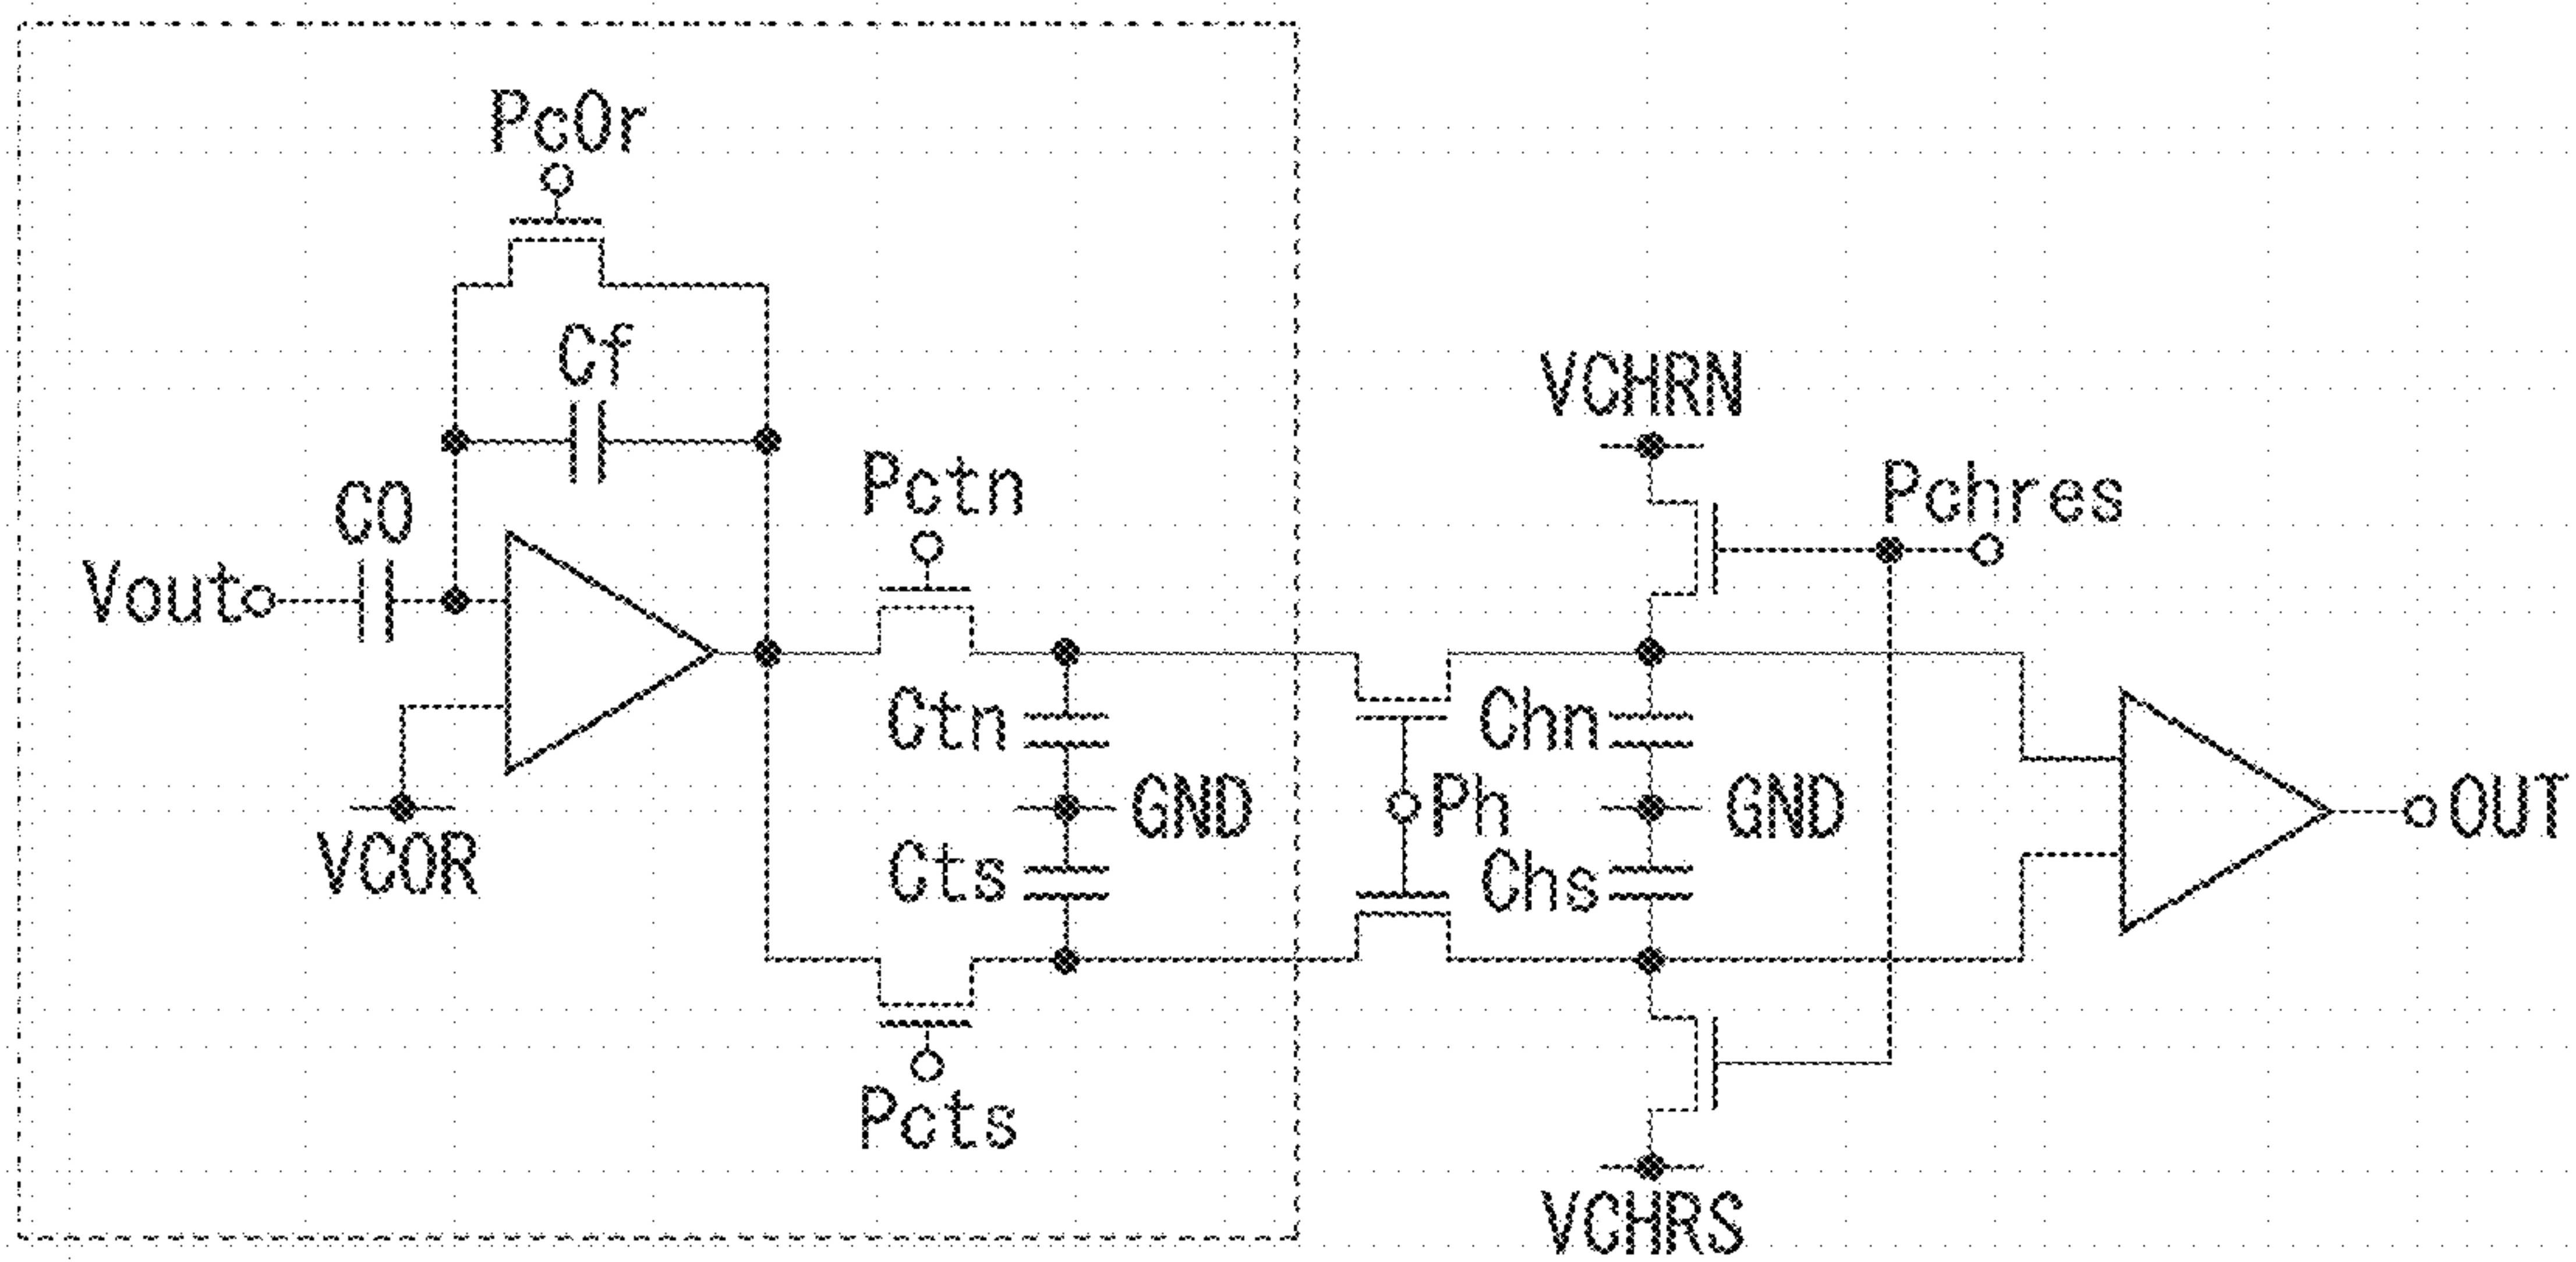 Pc0r
Cf
VCHRN
Pctn
Pchres
C0
Vout
Ctn
Chn
GND
Ph
GND
OUT
VC0R
Cts
Chs
Pcts
VCHRS